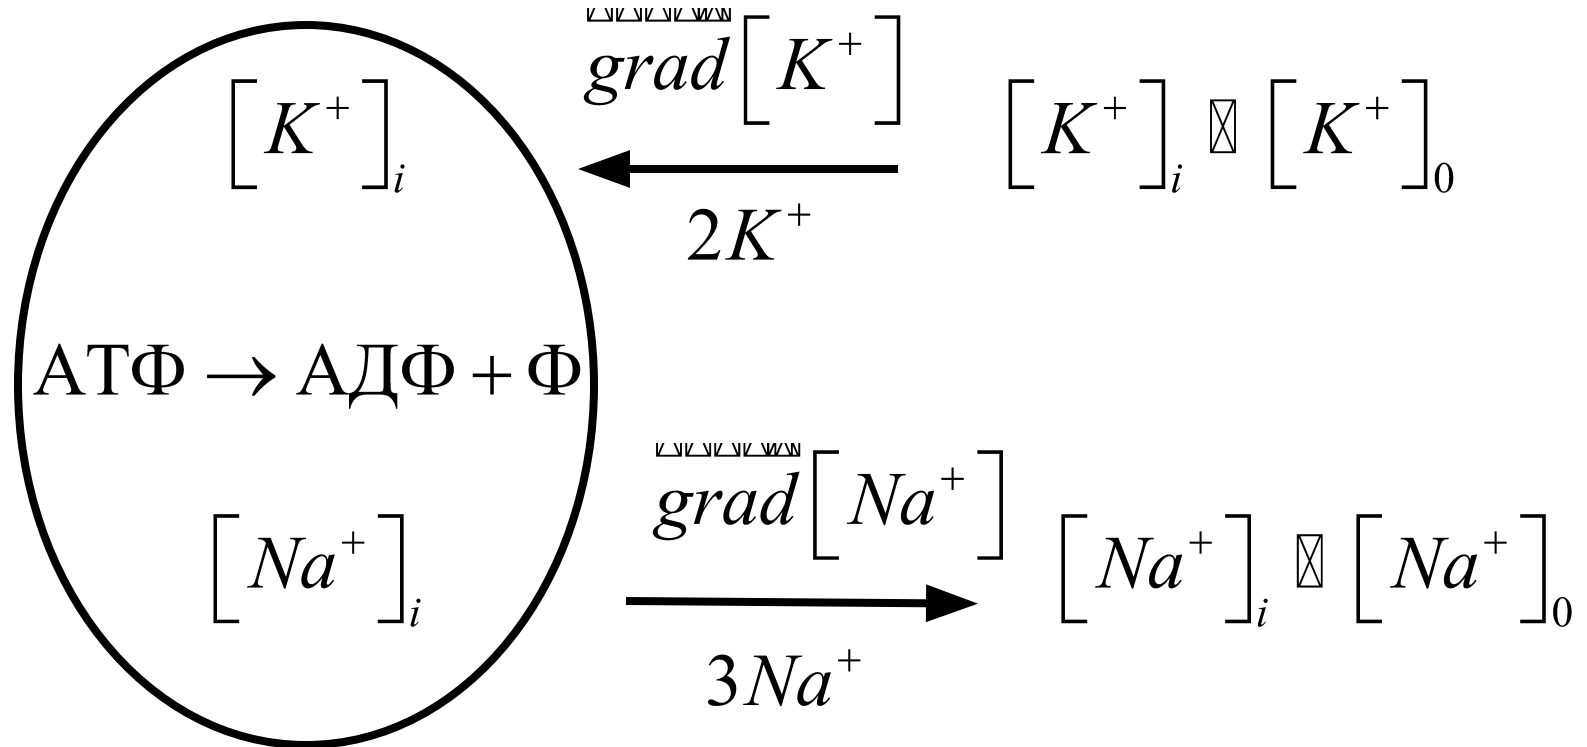 grad[K⁺]
[K⁺]ᵢ
[K⁺]ᵢ [K⁺]₀
2K⁺
АТФ → АДФ + Ф
grad[Na⁺]
[Na⁺]ᵢ
[Na⁺]ᵢ [Na⁺]₀
3Na⁺